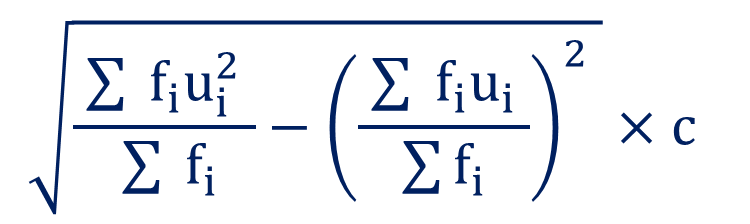 √(∑ fᵢuᵢ² / ∑ fᵢ − (∑ fᵢuᵢ / ∑ fᵢ)²) × c